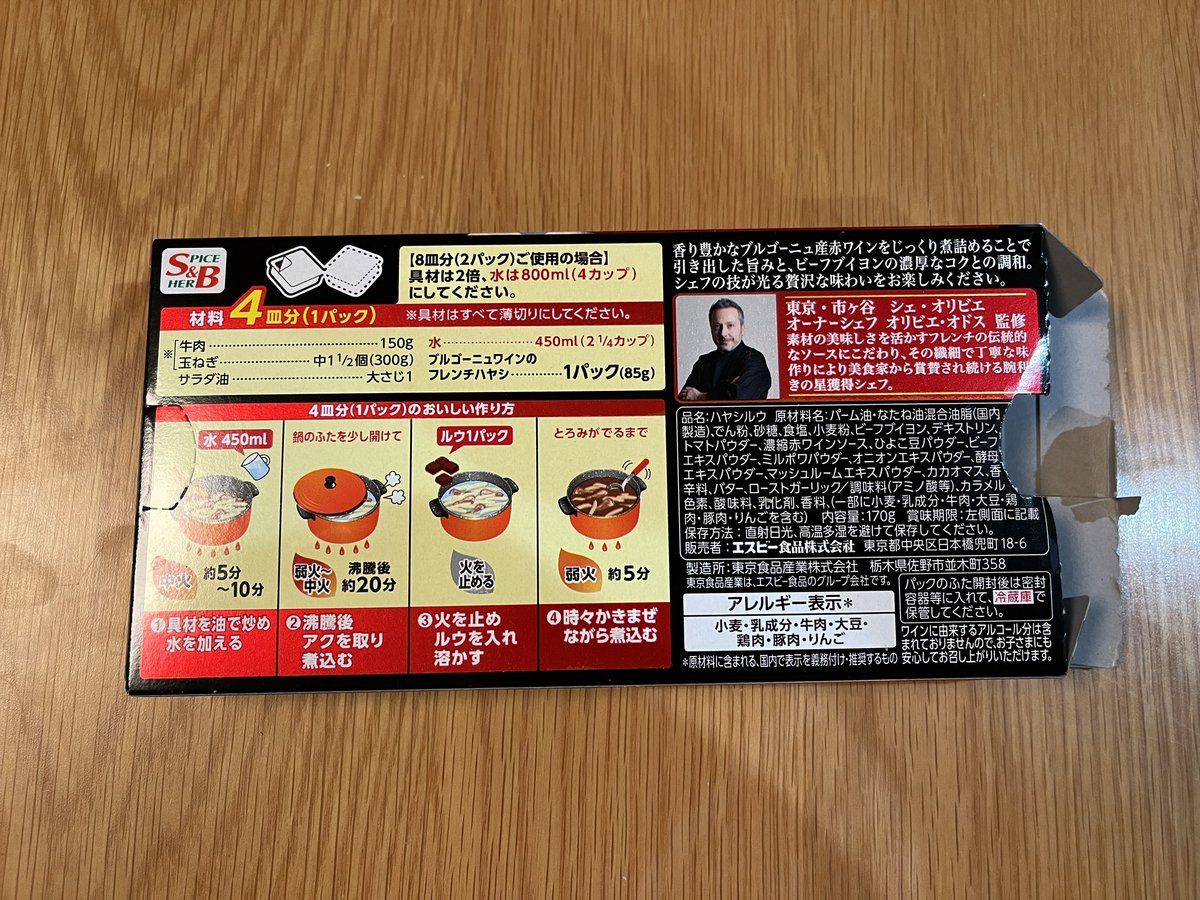 SPICE
S&B
HERB
[8皿分(2パック)ご使用の場合]
具材は2倍、水は800ml(4カップ)
にしてください。
材料 4皿分(1パック) ※具材はすべて薄切りにしてください。
※牛肉……150g
玉ねぎ……中1 1/2個(300g)
サラダ油……大さじ1
水……450ml(2 1/4カップ)
ブルゴーニュワインの
フレンチハヤシ……1パック(85g)
4皿分(1パック)のおいしい作り方
水 450ml
中火
約5分
〜10分
1具材を油で炒め
水を加える
鍋のふたを少し開けて
弱火〜
中火
沸騰後
約20分
2沸騰後
アクを取り
煮込む
ルウ1パック
火を
止める
3火を止め
ルウを入れ
溶かす
とろみがでるまで
弱火
約5分
4時々かきまぜ
ながら煮込む
香り豊かなブルゴーニュ産赤ワインをじっくり煮詰めることで
引き出した旨みと、ビーフブイヨンの濃厚なコクとの調和。
シェフの技が光る贅沢な味わいをお楽しみください。
東京・市ヶ谷 シェ・オリビエ
オーナーシェフ オリビエ・オドス 監修
素材の美味しさを活かすフレンチの伝統的
なソースにこだわり、その繊細で丁寧な味
作りにより美食家から賞賛され続ける腕利
きの星獲得シェフ。
品名:ハヤシルウ 原材料名:パーム油・なたね油混合油脂(国内
製造)、でん粉、砂糖、食塩、小麦粉、ビーフブイヨン、デキストリン、
トマトパウダー、濃縮赤ワインソース、ひよこ豆パウダー、ビーフ
エキスパウダー、ミルポワパウダー、オニオンエキスパウダー、酵母
エキスパウダー、マッシュルームエキスパウダー、カカオマス、香
辛料、バター、ローストガーリック/調味料(アミノ酸等)、カラメル
色素、酸味料、乳化剤、香料、(一部に小麦・乳成分・牛肉・大豆・鶏
肉・豚肉・りんごを含む) 内容量:170g 賞味期限:左側面に記載
保存方法:直射日光、高温多湿を避けて保存してください。
販売者:エスビー食品株式会社 東京都中央区日本橋兜町18-6
製造所:東京食品産業株式会社 栃木県佐野市並木町358
東京食品産業は、エスビー食品のグループ会社です。
アレルギー表示*
小麦・乳成分・牛肉・大豆・
鶏肉・豚肉・りんご
*原材料に含まれる、国内で表示を義務付け・推奨するもの
パックのふた開封後は密封
容器等に入れて、冷蔵庫で
保管してください。
ワインに由来するアルコール分は含
まれておりませんので、お子さまにも
安心してお召し上がりいただけます。